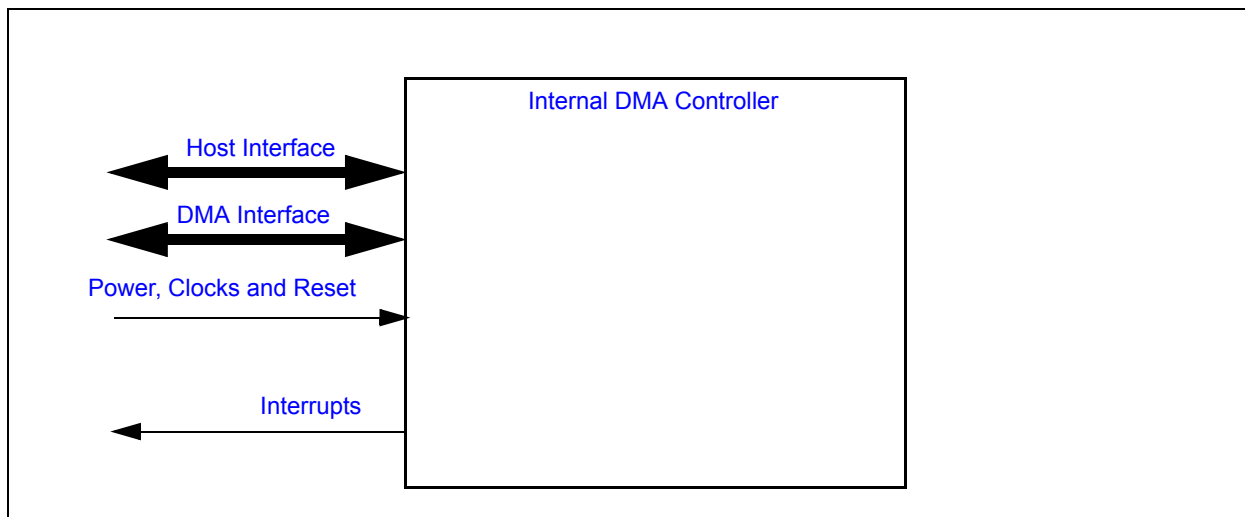 Internal DMA Controller
Host Interface
DMA Interface
Power, Clocks and Reset
Interrupts